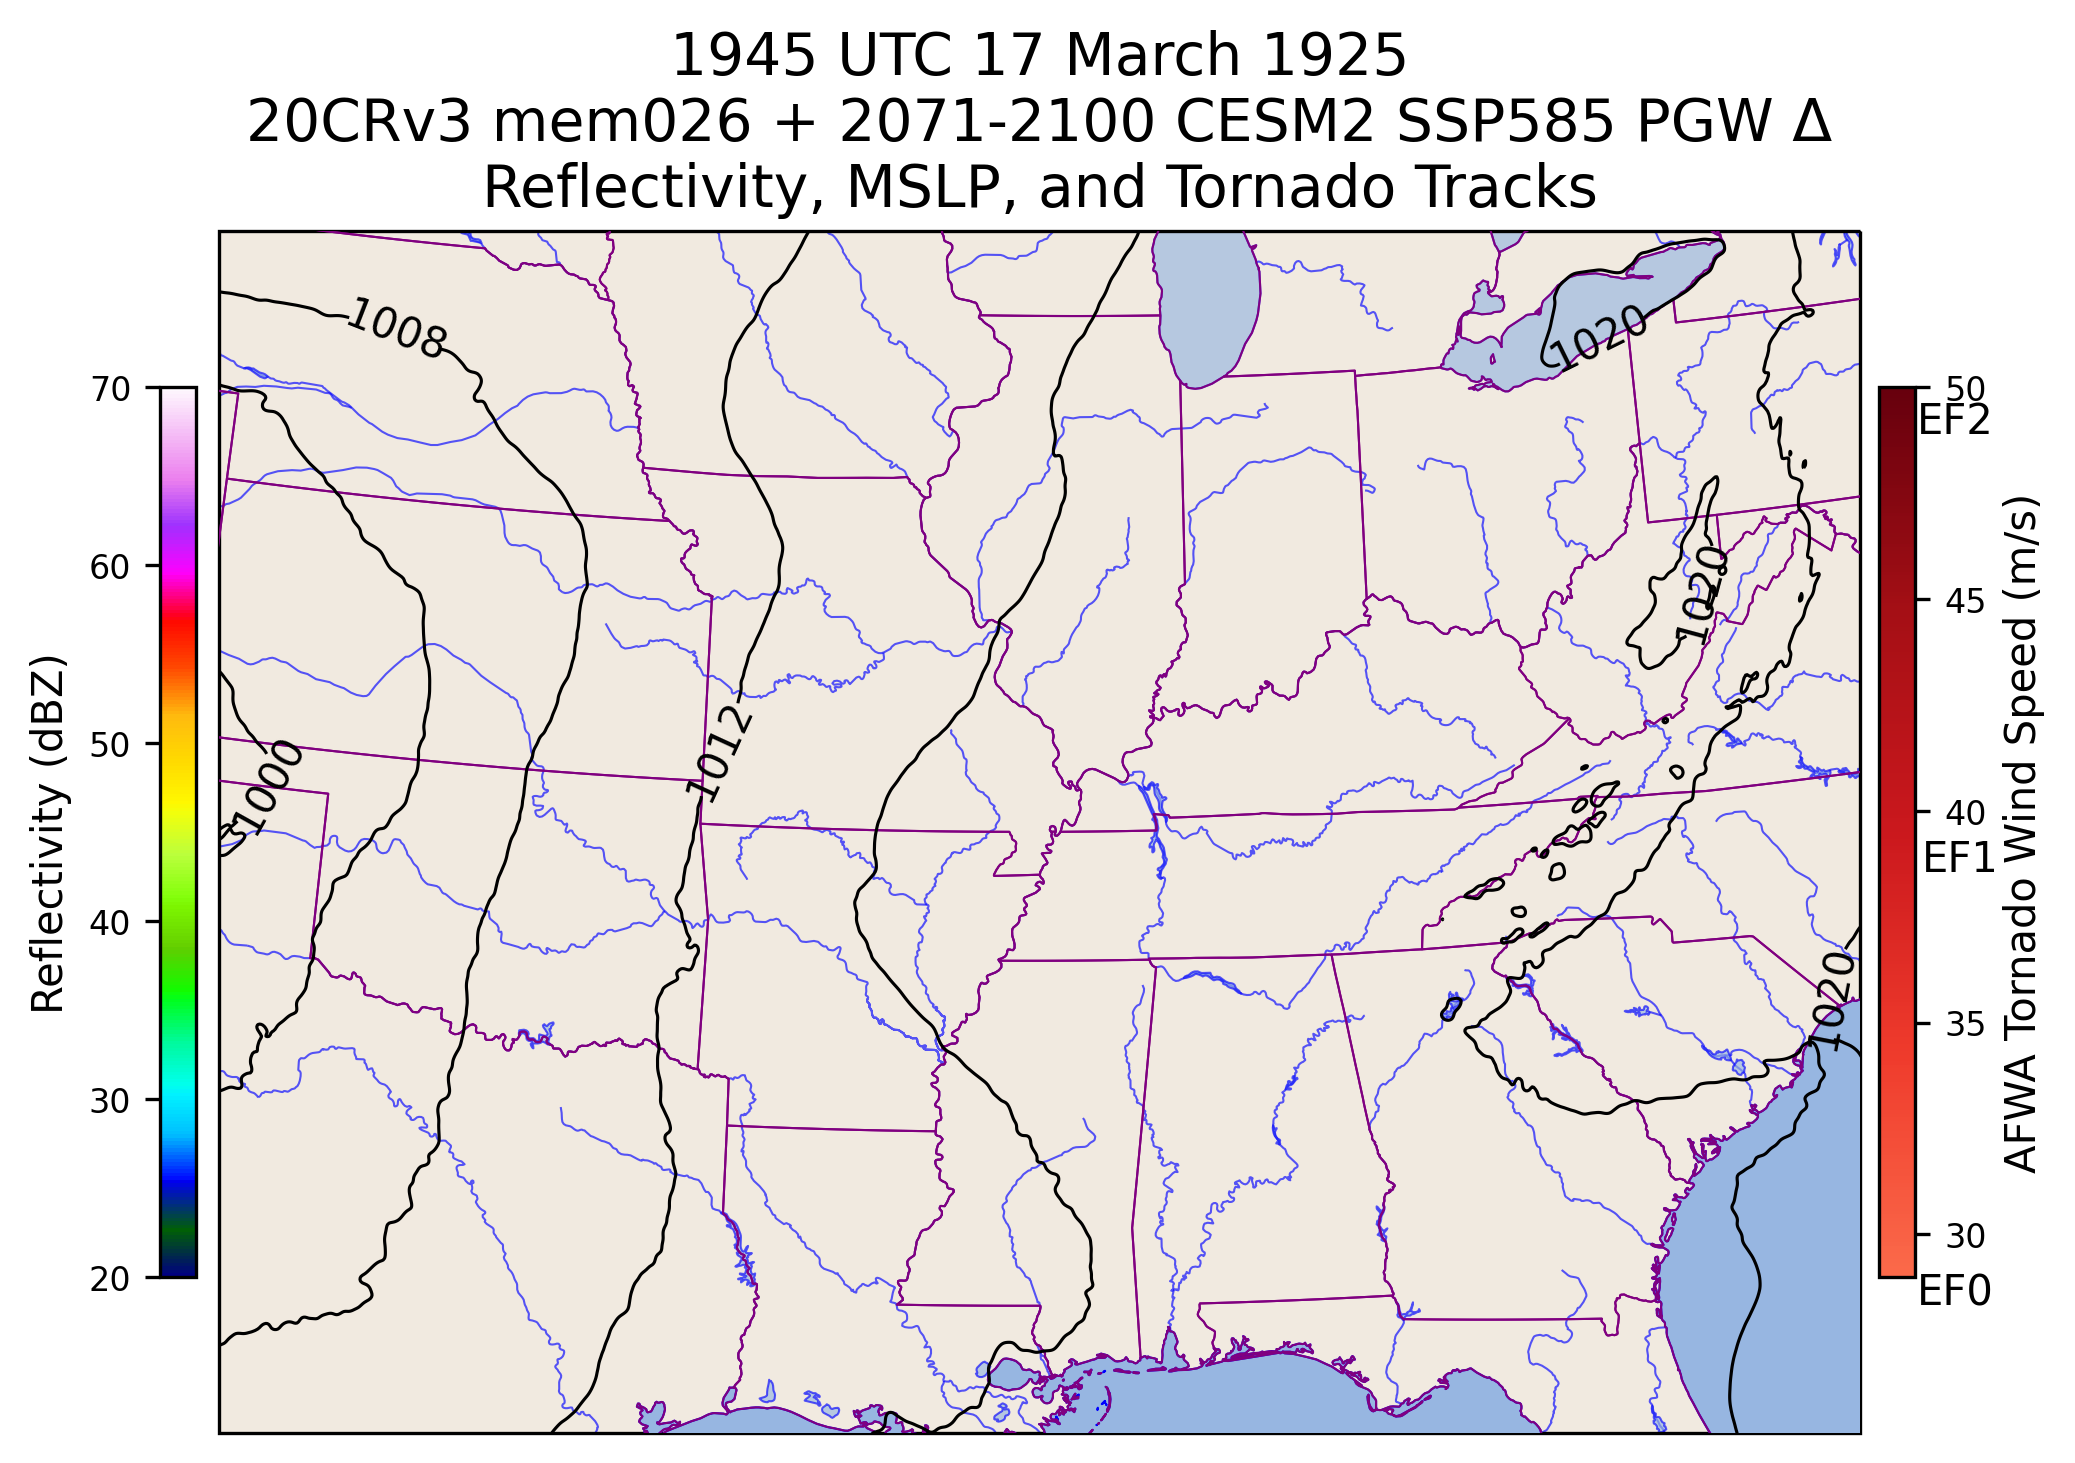 1945 UTC 17 March 1925
20CRv3 mem026 + 2071-2100 CESM2 SSP585 PGW Δ
Reflectivity, MSLP, and Tornado Tracks
Reflectivity (dBZ)
70
60
50
40
30
20
1008
1020
1020
1012
1000
1020
50
EF2
45
40
EF1
35
30
EF0
AFWA Tornado Wind Speed (m/s)